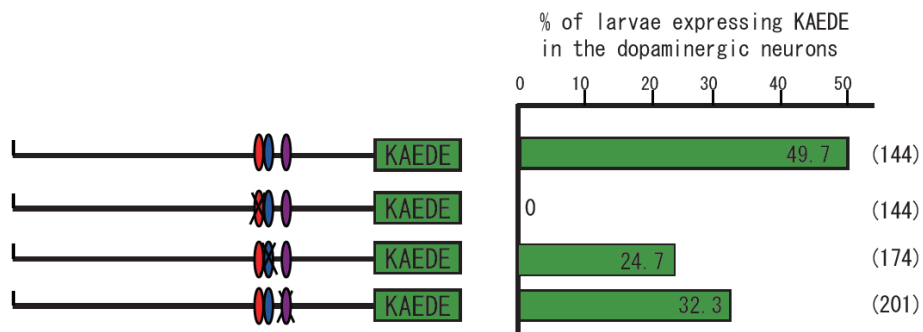 % of larvae expressing KAEDE
in the dopaminergic neurons
0 10 20 30 40 50
KAEDE 49. 7 (144)
KAEDE 0 (144)
KAEDE 24. 7 (174)
KAEDE 32. 3 (201)